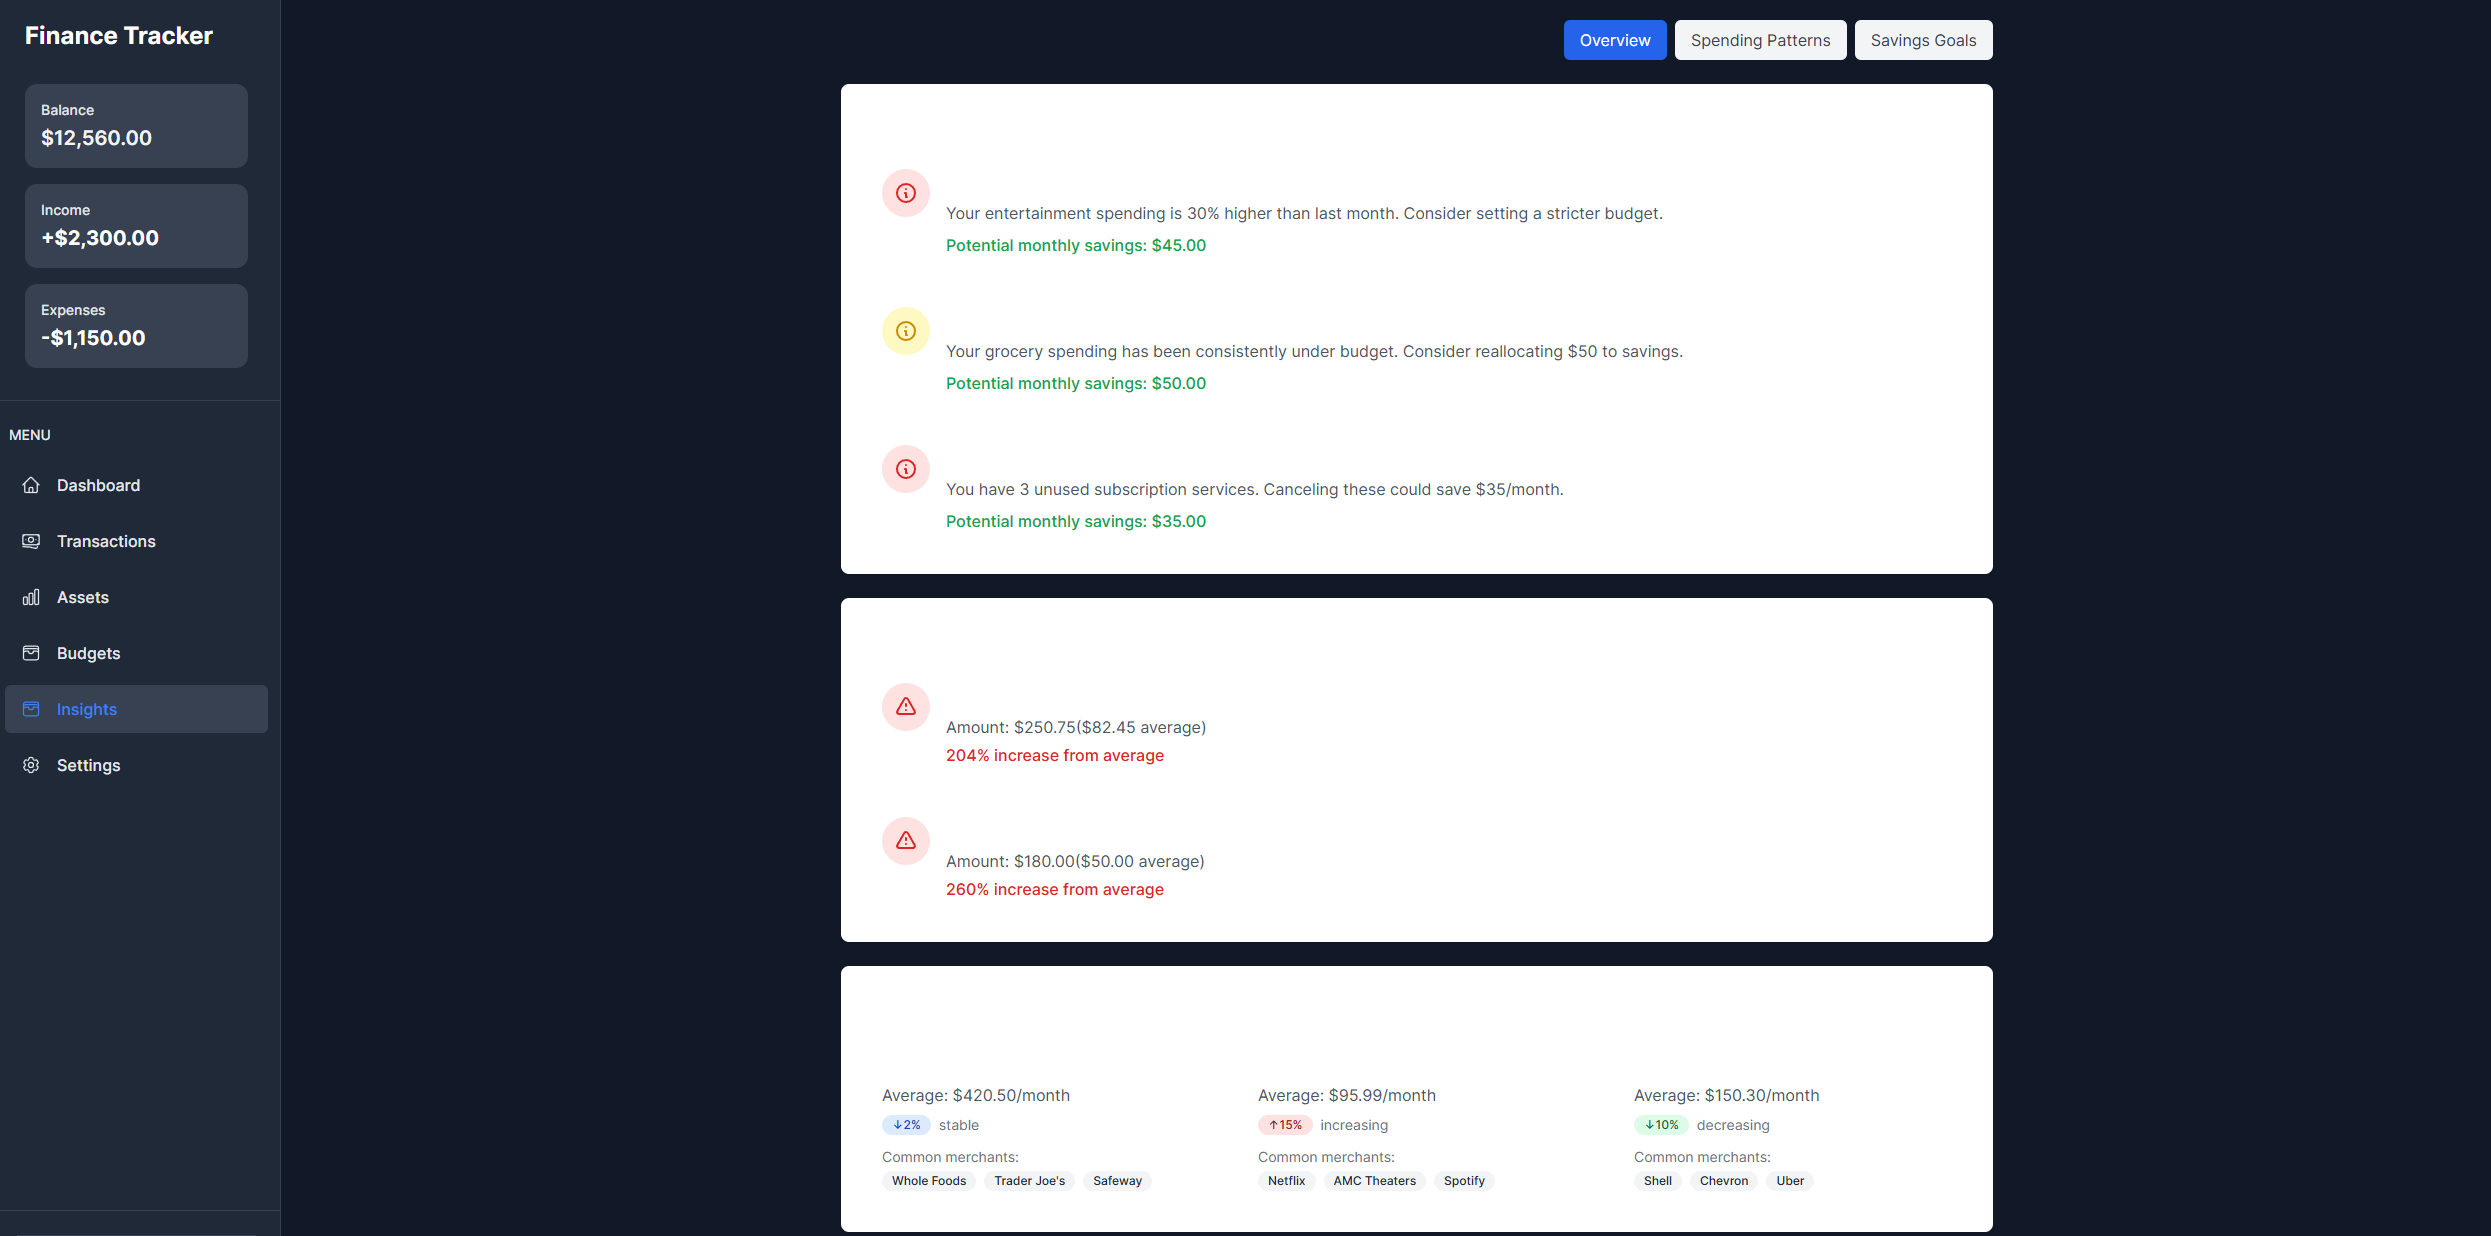 Finance Tracker
Balance
$12,560.00
Income
+$2,300.00
Expenses
-$1,150.00
MENU
Dashboard
Transactions
Assets
Budgets
Insights
Settings
Overview Spending Patterns Savings Goals
Your entertainment spending is 30% higher than last month. Consider setting a stricter budget.
Potential monthly savings: $45.00
Your grocery spending has been consistently under budget. Consider reallocating $50 to savings.
Potential monthly savings: $50.00
You have 3 unused subscription services. Canceling these could save $35/month.
Potential monthly savings: $35.00
Amount: $250.75($82.45 average)
204% increase from average
Amount: $180.00($50.00 average)
260% increase from average
Average: $420.50/month
↓2% stable
Common merchants:
Whole Foods Trader Joe's Safeway
Average: $95.99/month
↑15% increasing
Common merchants:
Netflix AMC Theaters Spotify
Average: $150.30/month
↓10% decreasing
Common merchants:
Shell Chevron Uber